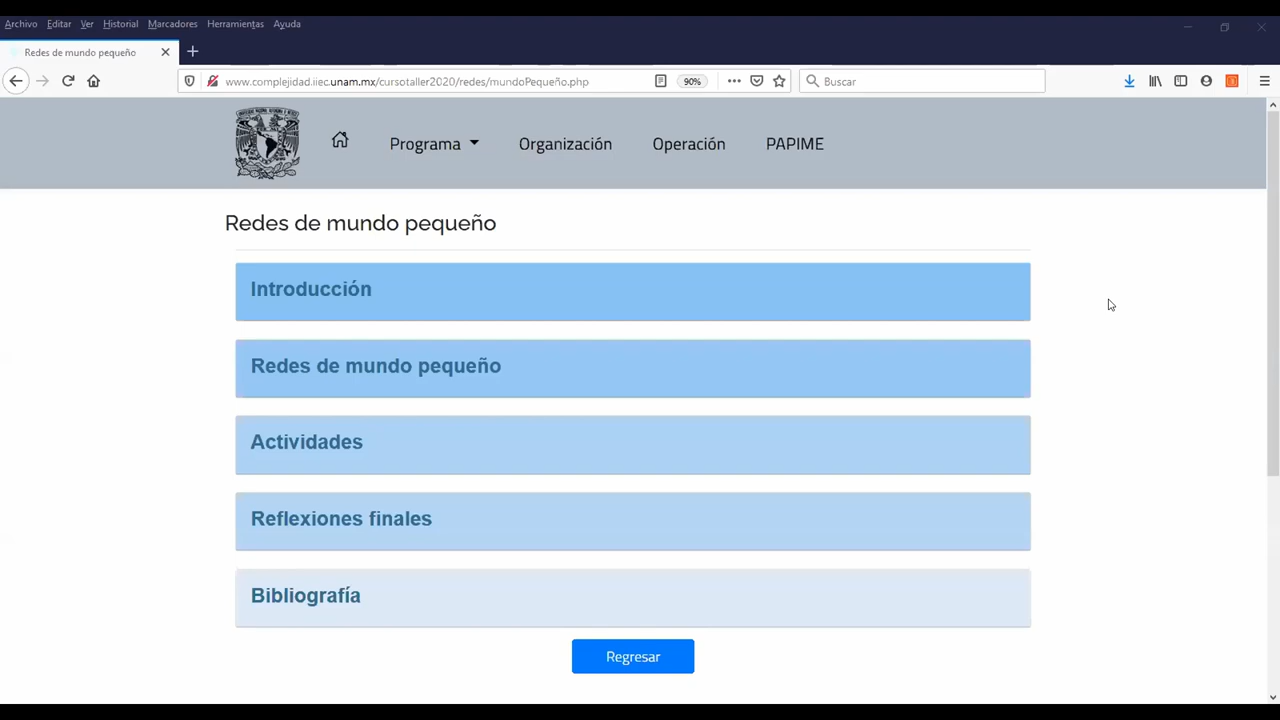 Archivo Editar Ver Historial Marcadores Herramientas Ayuda
Redes de mundo pequeño
www.complejidad.iiec.unam.mx/cursotaller2020/redes/mundoPequeño.php 90% Buscar
Programa Organización Operación PAPIME
Redes de mundo pequeño
Introducción
Redes de mundo pequeño
Actividades
Reflexiones finales
Bibliografía
Regresar